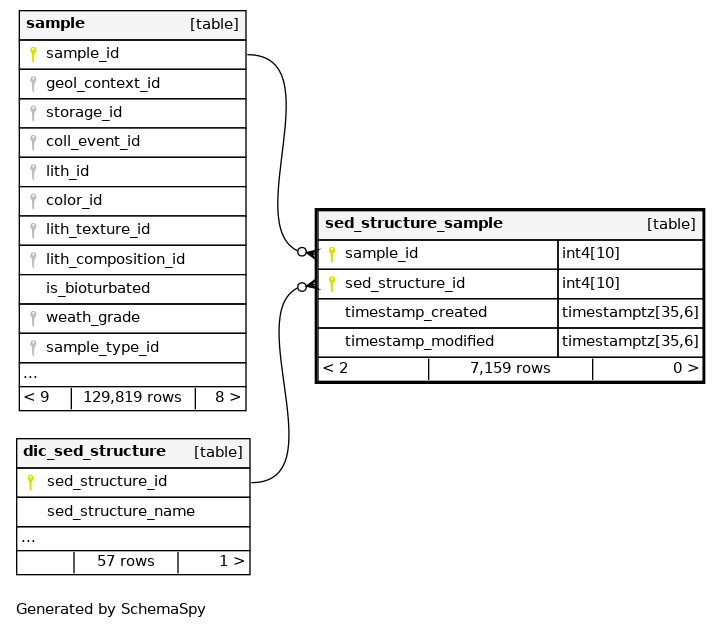 sample [table]
sample_id
geol_context_id
storage_id
coll_event_id
lith_id
color_id
lith_texture_id
lith_composition_id
is_bioturbated
weath_grade
sample_type_id
...
< 9 129,819 rows 8 >
sed_structure_sample [table]
sample_id int4[10]
sed_structure_id int4[10]
timestamp_created timestamptz[35,6]
timestamp_modified timestamptz[35,6]
< 2 7,159 rows 0 >
dic_sed_structure [table]
sed_structure_id
sed_structure_name
...
57 rows 1 >
Generated by SchemaSpy